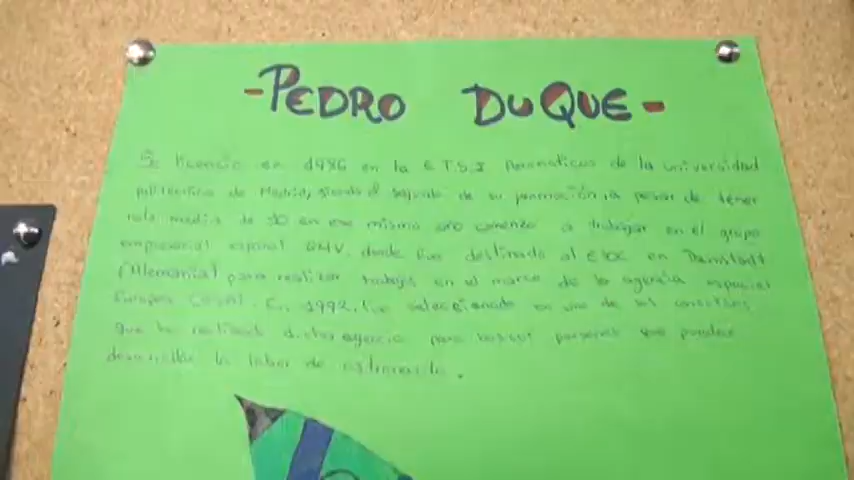 -PEDRO DUQUE-
Se licenció en 1986 en la E.T.S.I Aeronáuticos de la universidad
politécnica de Madrid, siendo el segundo de su promoción, a pesar de tener
nota media de 10 en ese mismo año comenzó a trabajar en el grupo
empresarial español GMV, donde fue destinado al ESOC en Darmstadt
(Alemania) para realizar trabajos en el marco de la agencia espacial
Europea (ESA). En 1992, fue seleccionado en uno de los
que ha realizado dicha agencia para buscar personas que puedan
desarrollar la labor de astronauta.